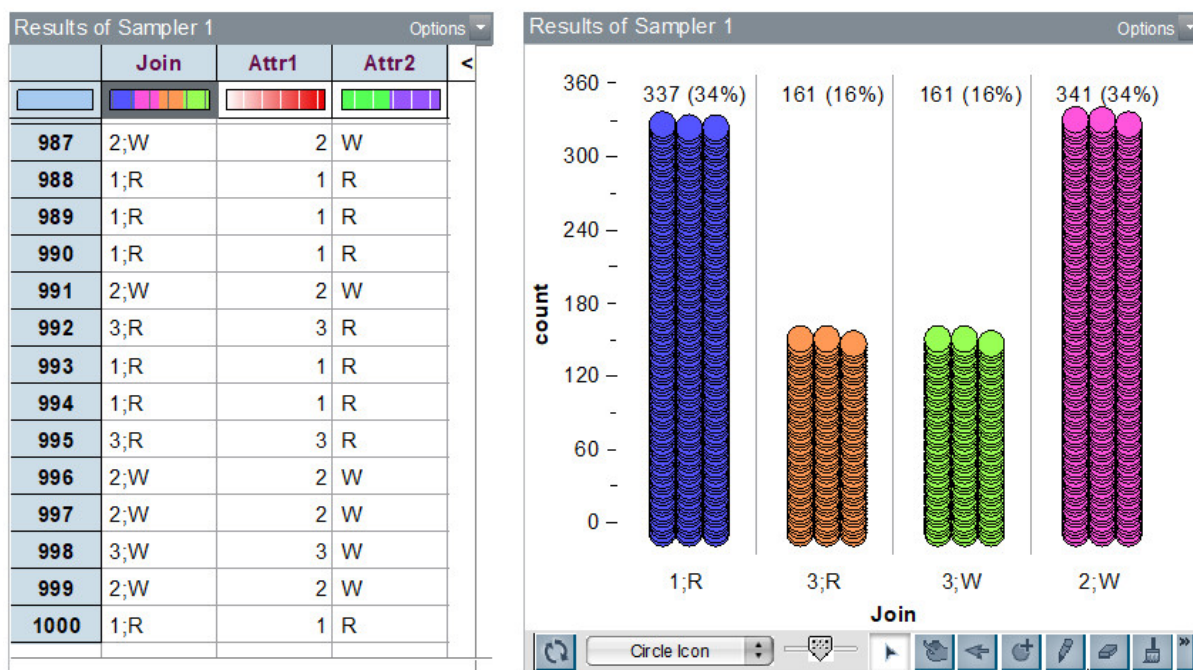 Results of Sampler 1 Options
Join Attr1 Attr2 <
987 2;W 2 W
988 1;R 1 R
989 1;R 1 R
990 1;R 1 R
991 2;W 2 W
992 3;R 3 R
993 1;R 1 R
994 1;R 1 R
995 3;R 3 R
996 2;W 2 W
997 2;W 2 W
998 3;W 3 W
999 2;W 2 W
1000 1;R 1 R
Results of Sampler 1 Options
337 (34%) 161 (16%) 161 (16%) 341 (34%)
360
300
240
180
120
60
0
count
1;R 3;R 3;W 2;W
Join
Circle Icon »